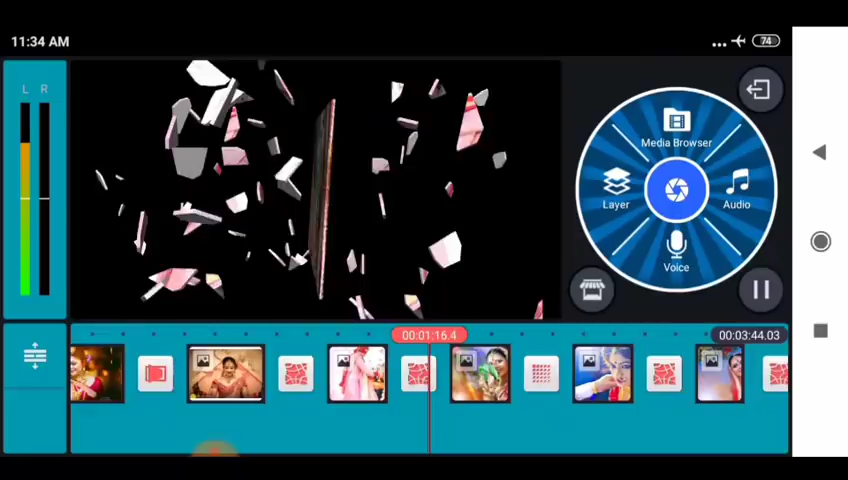 11:34 AM
74
L R
Media Browser
Layer
Audio
Voice
00:01:16.4
00:03:44.03